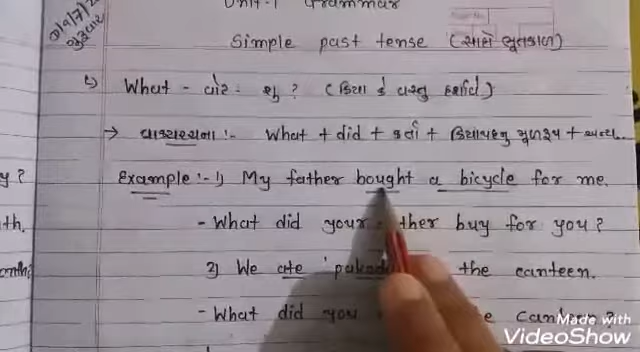 Unit-1 Grammar
Simple past tense (સાદો ભૂતકાળ)
1) What - વોટ - શું ? (ક્રિયા કે વસ્તુ દર્શાવે)
→ વાક્યરચના :- What + did + કર્તા + ક્રિયાપદનું મૂળરૂપ + અન્ય..
Example :- 1) My father bought a bicycle for me.
- What did your ther buy for you ?
2) We ate the canteen.
- What did you canteen ?
Made with
VideoShow